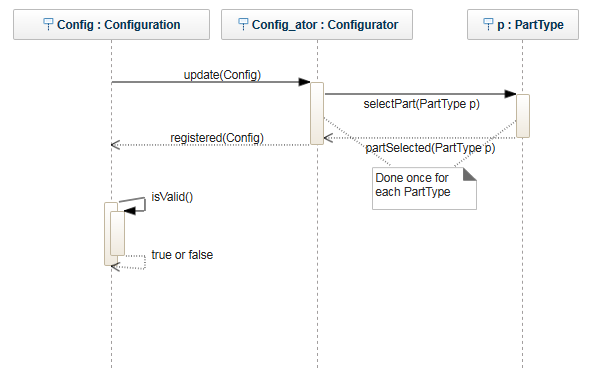 Config : Configuration
Config_ator : Configurator
p : PartType
update(Config)
selectPart(PartType p)
registered(Config)
partSelected(PartType p)
Done once for
each PartType
isValid()
true or false